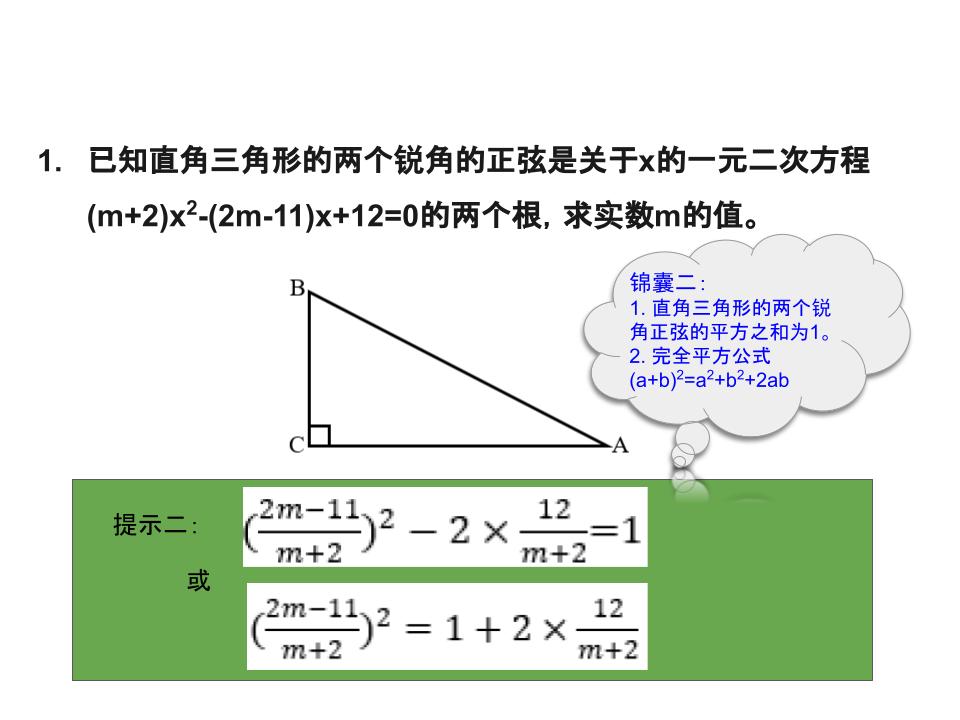 1. 已知直角三角形的两个锐角的正弦是关于x的一元二次方程
(m+2)x²-(2m-11)x+12=0的两个根，求实数m的值。
锦囊二：
1. 直角三角形的两个锐
角正弦的平方之和为1。
2. 完全平方公式
(a+b)²=a²+b²+2ab
B
C
A
提示二：
(\frac{2m-11}{m+2})² - 2 × \frac{12}{m+2}=1
或
(\frac{2m-11}{m+2})² = 1 + 2 × \frac{12}{m+2}